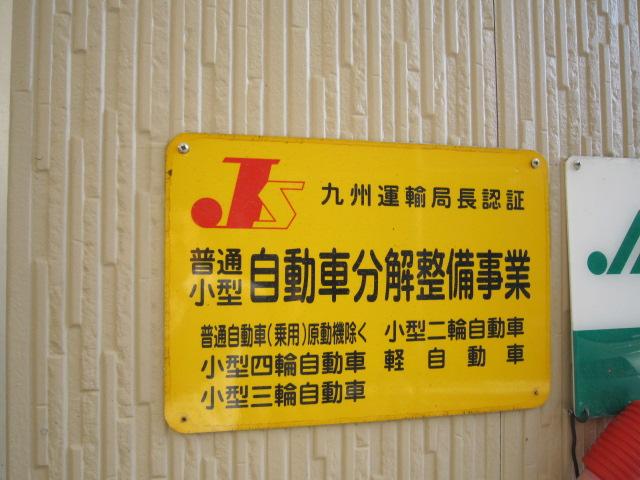 JS
九州運輸局長認証
普通
小型
自動車分解整備事業
普通自動車(乗用)原動機除く 小型二輪自動車
小型四輪自動車 軽自動車
小型三輪自動車